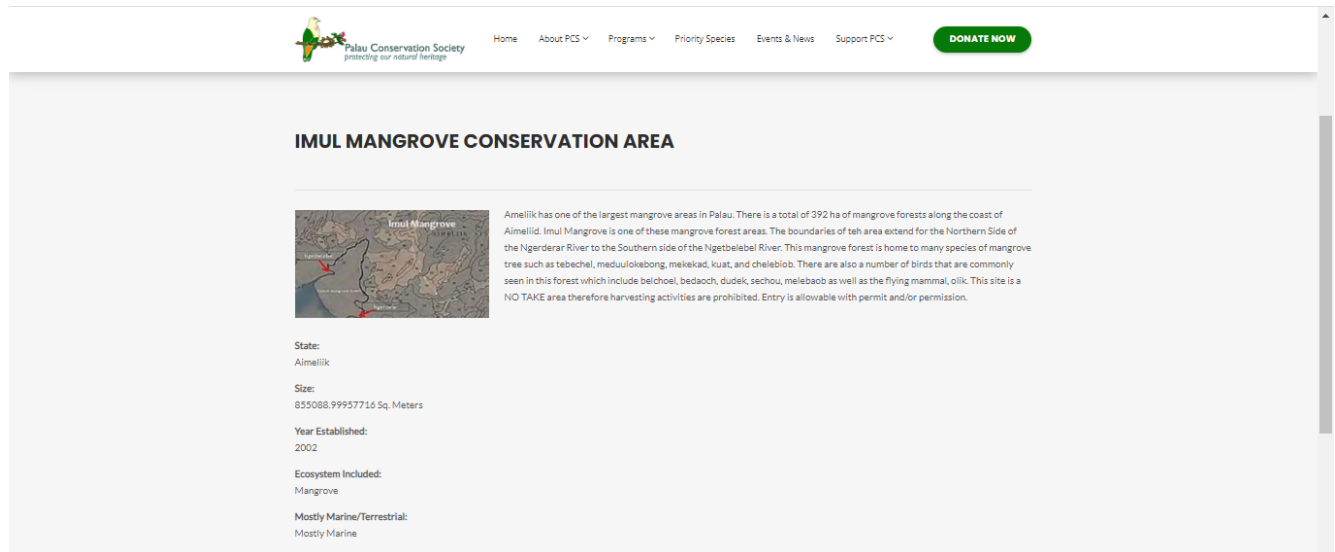 Palau Conservation Society
protecting our natural heritage
Home About PCS Programs Priority Species Events & News Support PCS DONATE NOW
IMUL MANGROVE CONSERVATION AREA
Imul Mangrove
Ameliik has one of the largest mangrove areas in Palau. There is a total of 392 ha of mangrove forests along the coast of
Aimeliid. Imul Mangrove is one of these mangrove forest areas. The boundaries of teh area extend for the Northern Side of
the Ngerderar River to the Southern side of the Ngetbelebel River. This mangrove forest is home to many species of mangrove
tree such as tebechel, meduulokebong, mekekad, kuat, and chelebiob. There are also a number of birds that are commonly
seen in this forest which include belchoel, bedaoch, dudek, sechou, melebaob as well as the flying mammal, olik. This site is a
NO TAKE area therefore harvesting activities are prohibited. Entry is allowable with permit and/or permission.
State:
Aimeliik
Size:
855088.99957716 Sq. Meters
Year Established:
2002
Ecosystem Included:
Mangrove
Mostly Marine/Terrestrial:
Mostly Marine